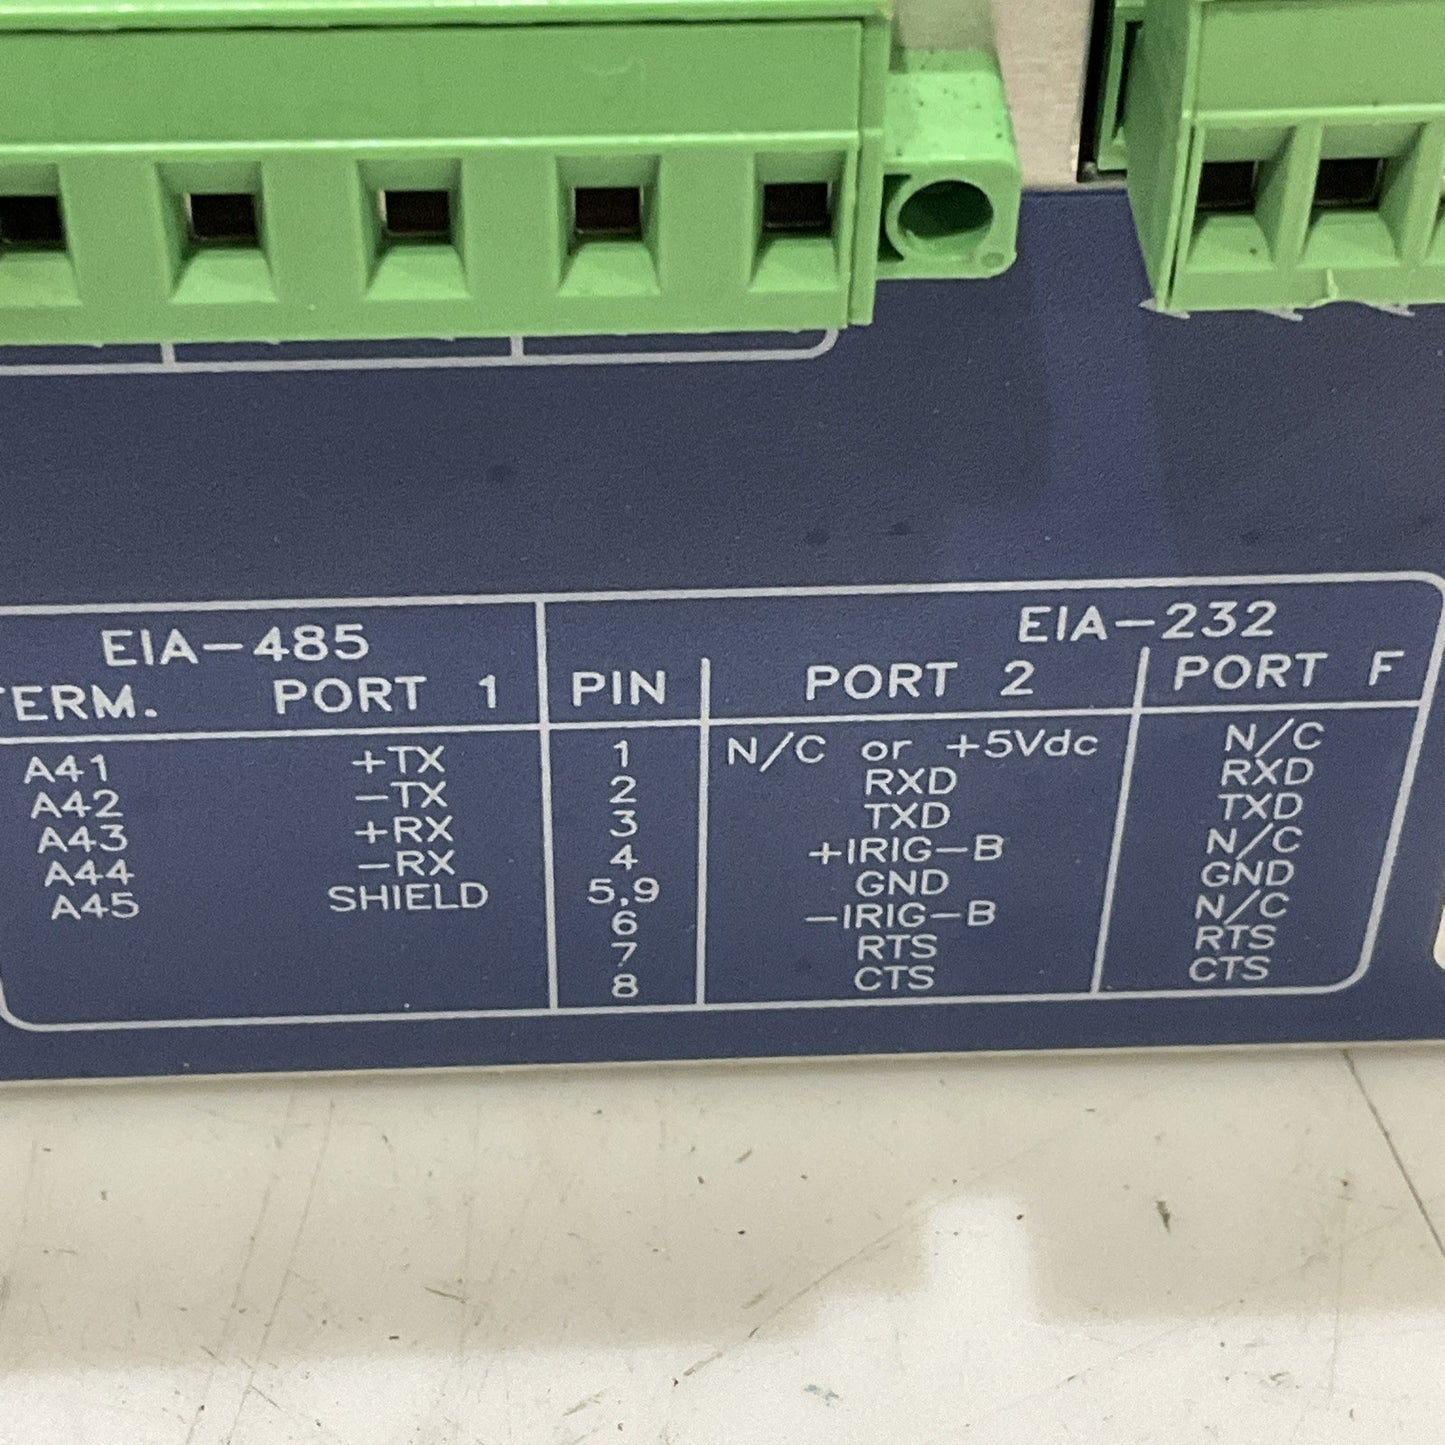 EIA-485 EIA-232
TERM. PORT 1 PIN PORT 2 PORT F
A41 +TX 1 N/C or +5Vdc N/C
A42 -TX 2 RXD RXD
A43 +RX 3 TXD TXD
A44 -RX 4 +IRIG-B N/C
A45 SHIELD 5,9 GND GND
6 -IRIG-B N/C
7 RTS RTS
8 CTS CTS